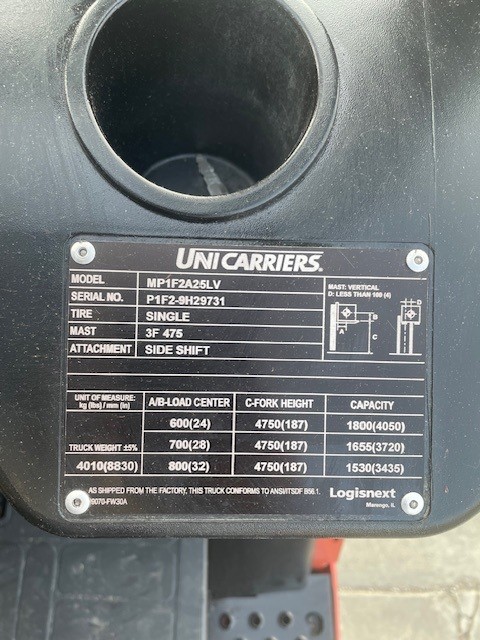 UNICARRIERS®
MODEL MP1F2A25LV
SERIAL NO. P1F2-9H29731
TIRE SINGLE
MAST 3F 475
ATTACHMENT SIDE SHIFT
MAST: VERTICAL
D: LESS THAN 100 (4)
D
B
A
C
UNIT OF MEASURE: kg (lbs) / mm (in) A/B-LOAD CENTER C-FORK HEIGHT CAPACITY
600(24) 4750(187) 1800(4050)
TRUCK WEIGHT ±5% 700(28) 4750(187) 1655(3720)
4010(8830) 800(32) 4750(187) 1530(3435)
AS SHIPPED FROM THE FACTORY, THIS TRUCK CONFORMS TO ANSI/ITSDF B56.1.
Logisnext
Marengo, IL